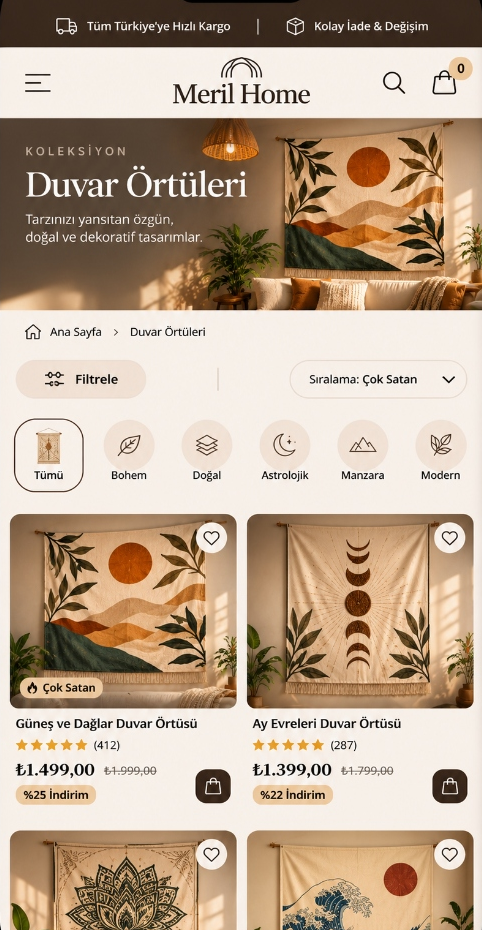 Tüm Türkiye'ye Hızlı Kargo | Kolay İade & Değişim
Meril Home
0
KOLEKSİYON
Duvar Örtüleri
Tarzınızı yansıtan özgün,
doğal ve dekoratif tasarımlar.
Ana Sayfa > Duvar Örtüleri
Filtrele
Sıralama: Çok Satan
Tümü Bohem Doğal Astrolojik Manzara Modern
Çok Satan
Güneş ve Dağlar Duvar Örtüsü
(412)
₺1.499,00 ₺1.999,00
%25 İndirim
Ay Evreleri Duvar Örtüsü
(287)
₺1.399,00 ₺1.799,00
%22 İndirim